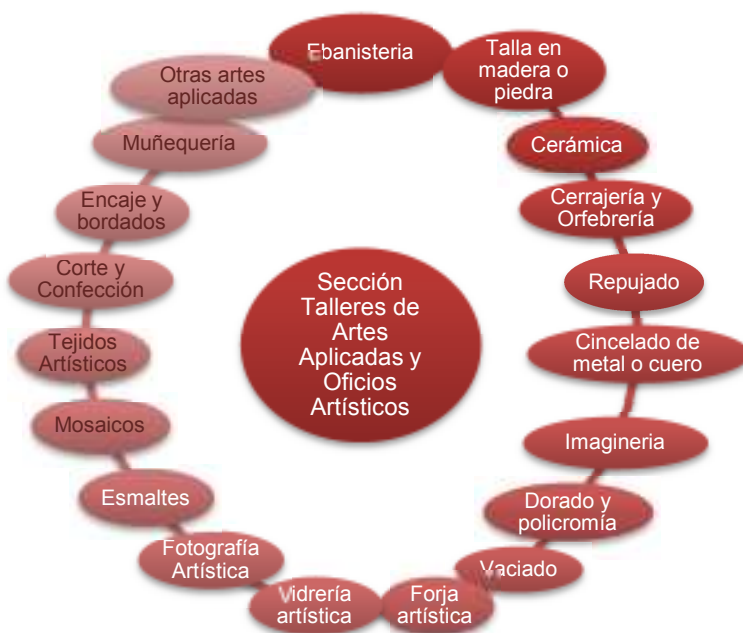 Ebanisteria
Talla en
madera o
piedra
Cerámica
Cerrajería y
Orfebrería
Repujado
Cincelado de
metal o cuero
Imagineria
Dorado y
policromía
Vaciado
Forja
artística
Vidrería
artística
Fotografía
Artística
Esmaltes
Mosaicos
Tejidos
Artísticos
Corte y
Confección
Encaje y
bordados
Muñequería
Otras artes
aplicadas
Sección
Talleres de
Artes
Aplicadas y
Oficios
Artísticos